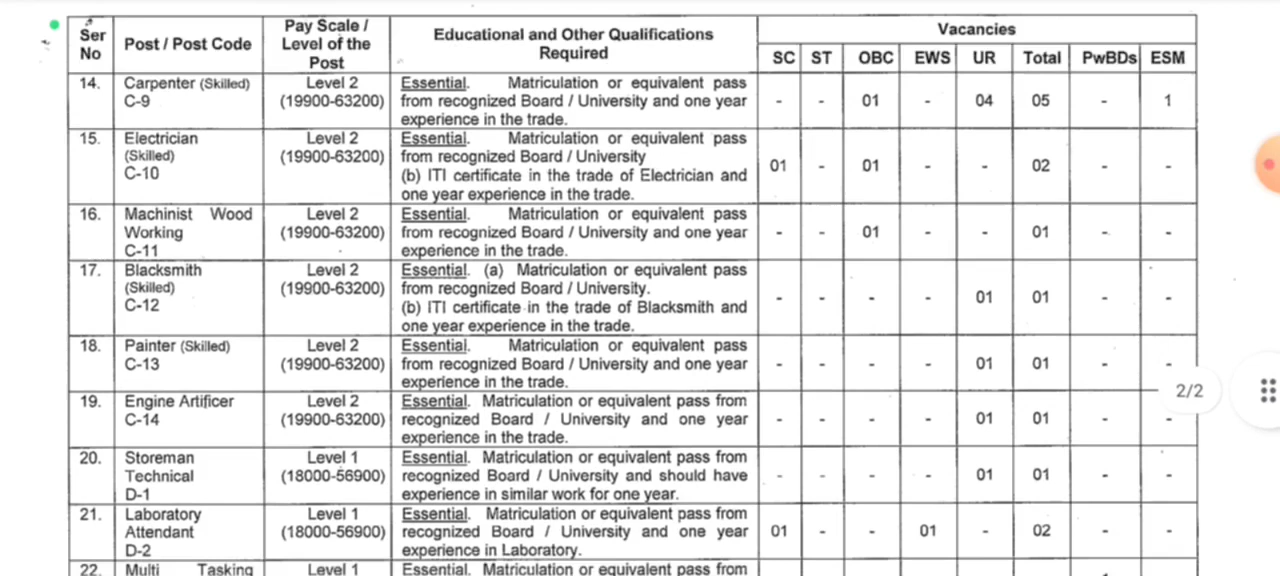 Ser No | Post / Post Code | Pay Scale / Level of the Post | Educational and Other Qualifications Required | Vacancies
SC | ST | OBC | EWS | UR | Total | PwBDs | ESM
14. | Carpenter (Skilled) C-9 | Level 2 (19900-63200) | Essential. Matriculation or equivalent pass from recognized Board / University and one year experience in the trade. | - | - | 01 | - | 04 | 05 | - | 1
15. | Electrician (Skilled) C-10 | Level 2 (19900-63200) | Essential. Matriculation or equivalent pass from recognized Board / University (b) ITI certificate in the trade of Electrician and one year experience in the trade. | 01 | - | 01 | - | - | 02 | - | -
16. | Machinist Wood Working C-11 | Level 2 (19900-63200) | Essential. Matriculation or equivalent pass from recognized Board / University and one year experience in the trade. | - | - | 01 | - | - | 01 | - | -
17. | Blacksmith (Skilled) C-12 | Level 2 (19900-63200) | Essential. (a) Matriculation or equivalent pass from recognized Board / University. (b) ITI certificate in the trade of Blacksmith and one year experience in the trade. | - | - | - | - | 01 | 01 | - | -
18. | Painter (Skilled) C-13 | Level 2 (19900-63200) | Essential. Matriculation or equivalent pass from recognized Board / University and one year experience in the trade. | - | - | - | - | 01 | 01 | - | -
2/2
19. | Engine Artificer C-14 | Level 2 (19900-63200) | Essential. Matriculation or equivalent pass from recognized Board / University and one year experience in the trade. | - | - | - | - | 01 | 01 | - | -
20. | Storeman Technical D-1 | Level 1 (18000-56900) | Essential. Matriculation or equivalent pass from recognized Board / University and should have experience in similar work for one year. | - | - | - | - | 01 | 01 | - | -
21. | Laboratory Attendant D-2 | Level 1 (18000-56900) | Essential. Matriculation or equivalent pass from recognized Board / University and one year experience in Laboratory. | 01 | - | - | 01 | - | 02 | - | -
22. | Multi Tasking | Level 1 | Essential. Matriculation or equivalent pass from